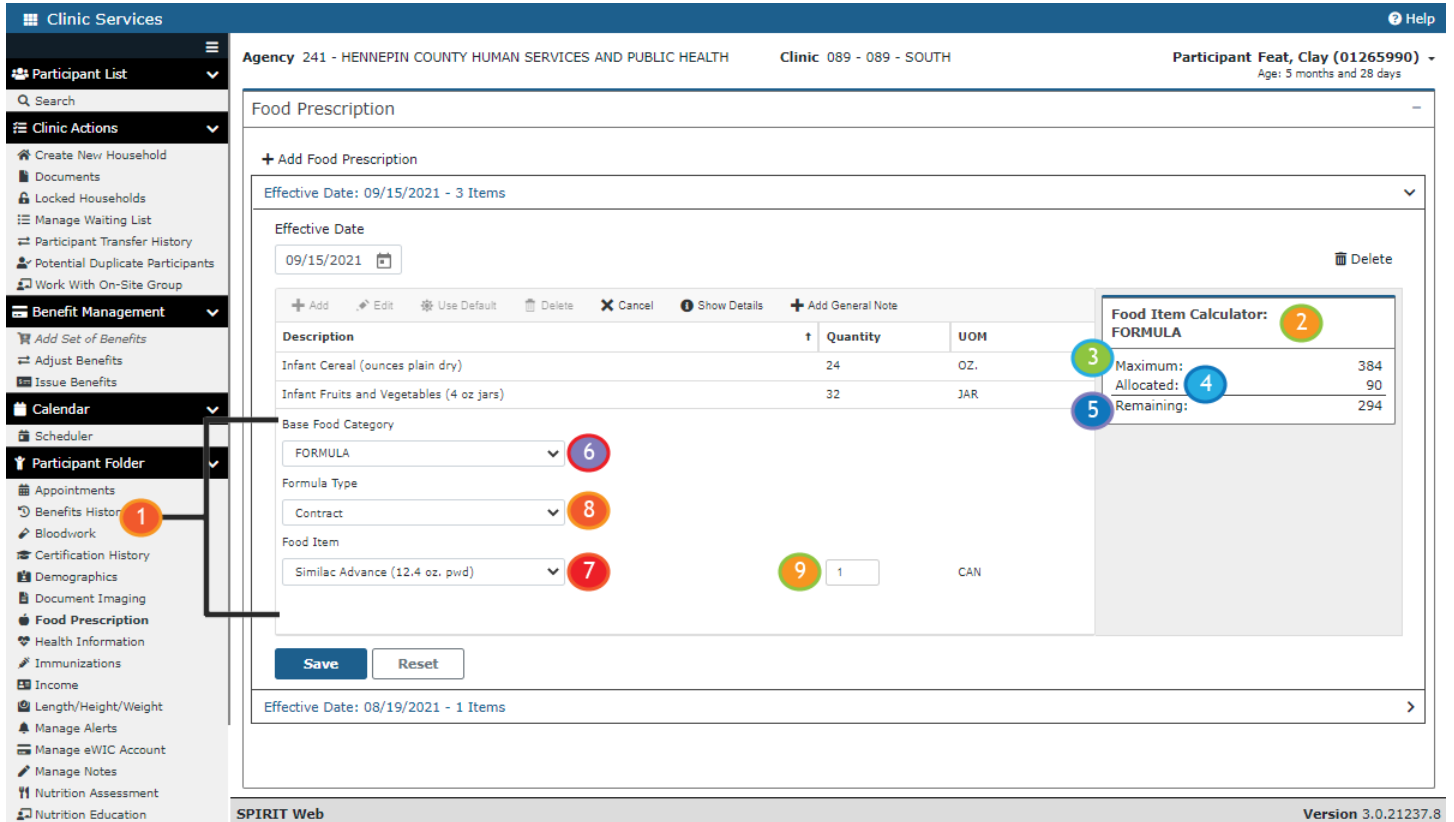 Clinic Services
Help
Agency 241 - HENNEPIN COUNTY HUMAN SERVICES AND PUBLIC HEALTH
Clinic 089 - 089 - SOUTH
Participant Feat, Clay (01265990)
Age: 5 months and 28 days
Participant List
Search
Clinic Actions
Create New Household
Documents
Locked Households
Manage Waiting List
Participant Transfer History
Potential Duplicate Participants
Work With On-Site Group
Benefit Management
Add Set of Benefits
Adjust Benefits
Issue Benefits
Calendar
Scheduler
Participant Folder
Appointments
Benefits Histor
1
Bloodwork
Certification History
Demographics
Document Imaging
Food Prescription
Health Information
Immunizations
Income
Length/Height/Weight
Manage Alerts
Manage eWIC Account
Manage Notes
Nutrition Assessment
Nutrition Education
Food Prescription
Add Food Prescription
Effective Date: 09/15/2021 - 3 Items
Effective Date
09/15/2021
Delete
Add Edit Use Default Delete Cancel Show Details Add General Note
Description Quantity UOM
Infant Cereal (ounces plain dry) 24 OZ.
Infant Fruits and Vegetables (4 oz jars) 32 JAR
Base Food Category
FORMULA 6
Formula Type
Contract 8
Food Item
Similac Advance (12.4 oz. pwd) 7 9 1 CAN
Food Item Calculator:
FORMULA
2
3 Maximum: 384
Allocated: 4 90
5 Remaining: 294
Save Reset
Effective Date: 08/19/2021 - 1 Items
SPIRIT Web
Version 3.0.21237.8